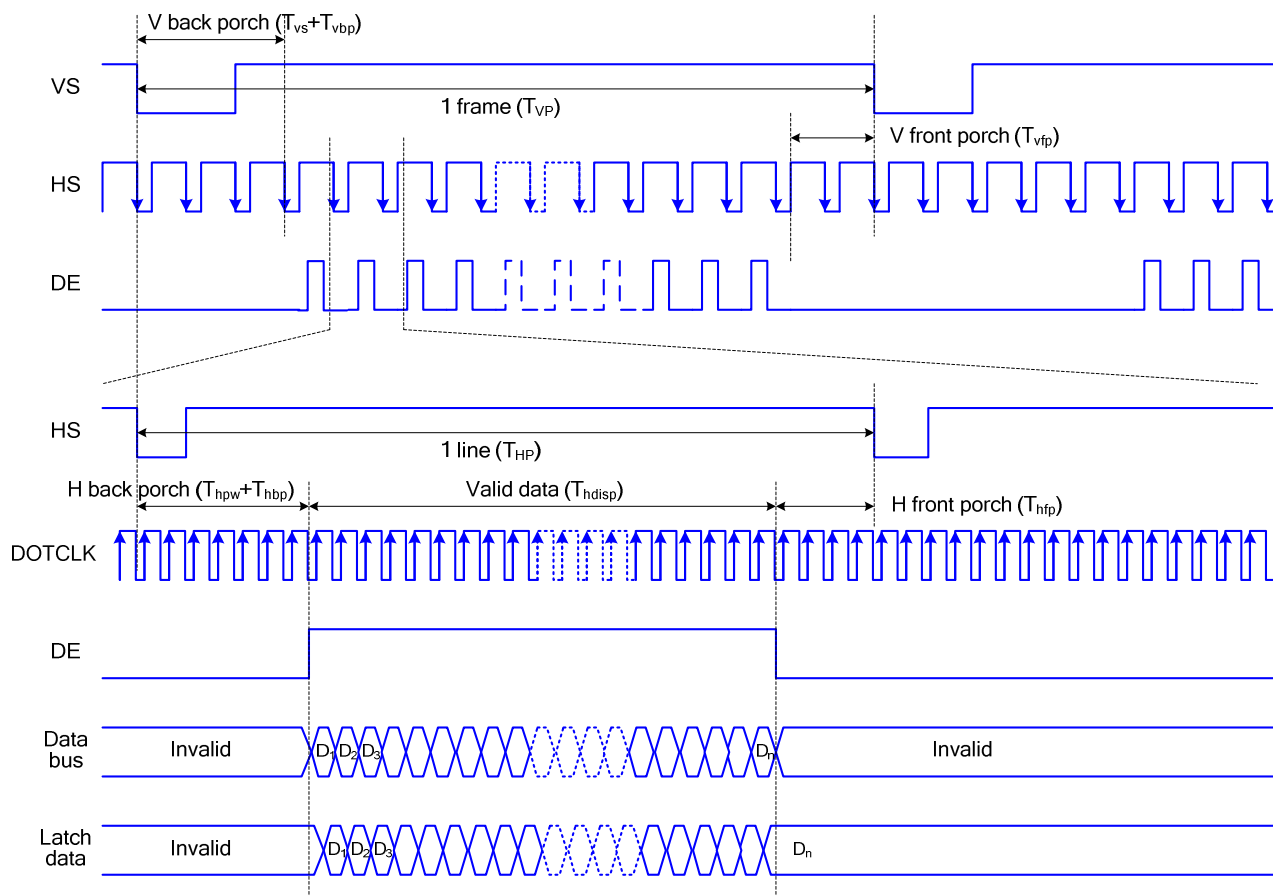 V back porch (Tvs+Tvbp)
VS
1 frame (TVP)
V front porch (Tvfp)
HS
DE
HS
1 line (THP)
H back porch (Thpw+Thbp)
Valid data (Thdisp)
H front porch (Thfp)
DOTCLK
DE
Data bus
Invalid
D1 D2 D3
Dn
Invalid
Latch data
Invalid
D1 D2 D3
Dn